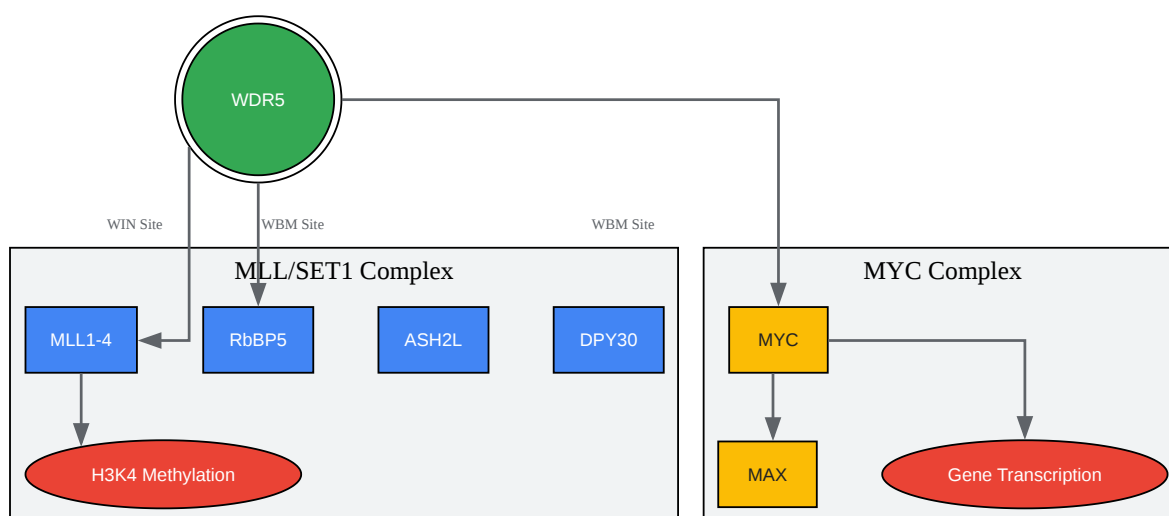 WDR5
WIN Site
WBM Site
WBM Site
MLL/SET1 Complex
MYC Complex
MLL1-4
RbBP5
ASH2L
DPY30
MYC
H3K4 Methylation
MAX
Gene Transcription